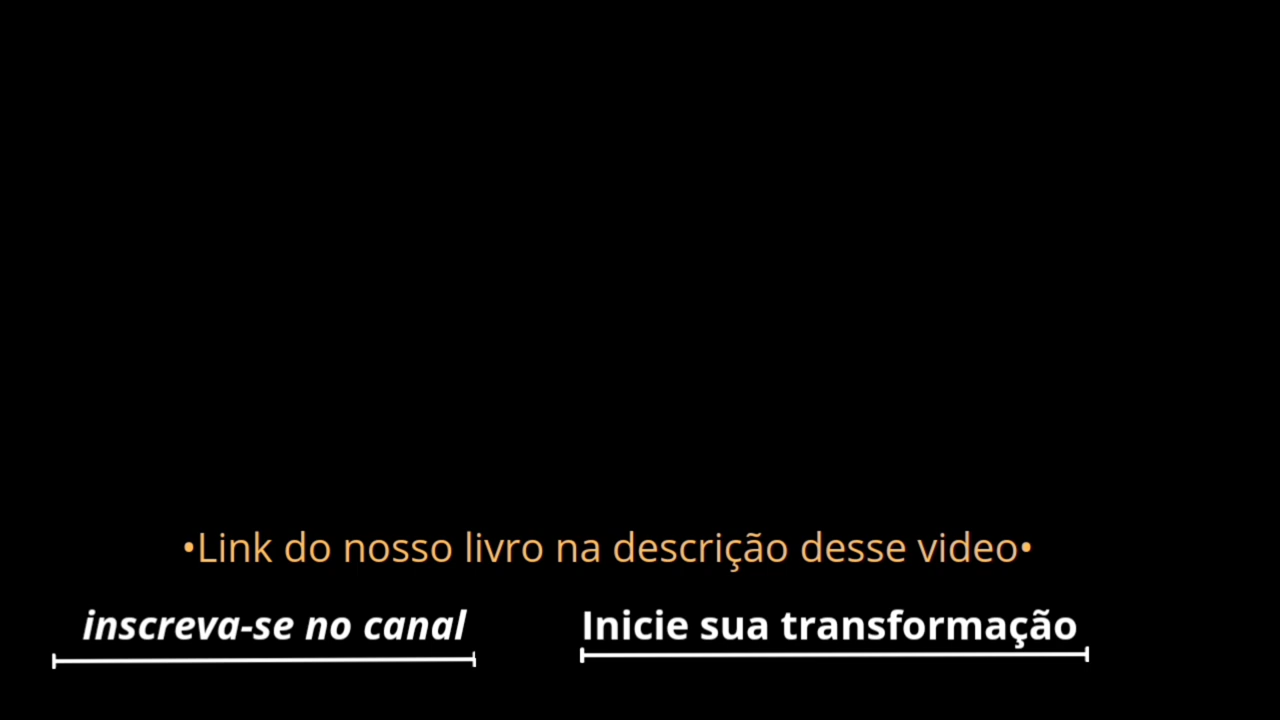 •Link do nosso livro na descrição desse video•
inscreva-se no canal
Inicie sua transformação